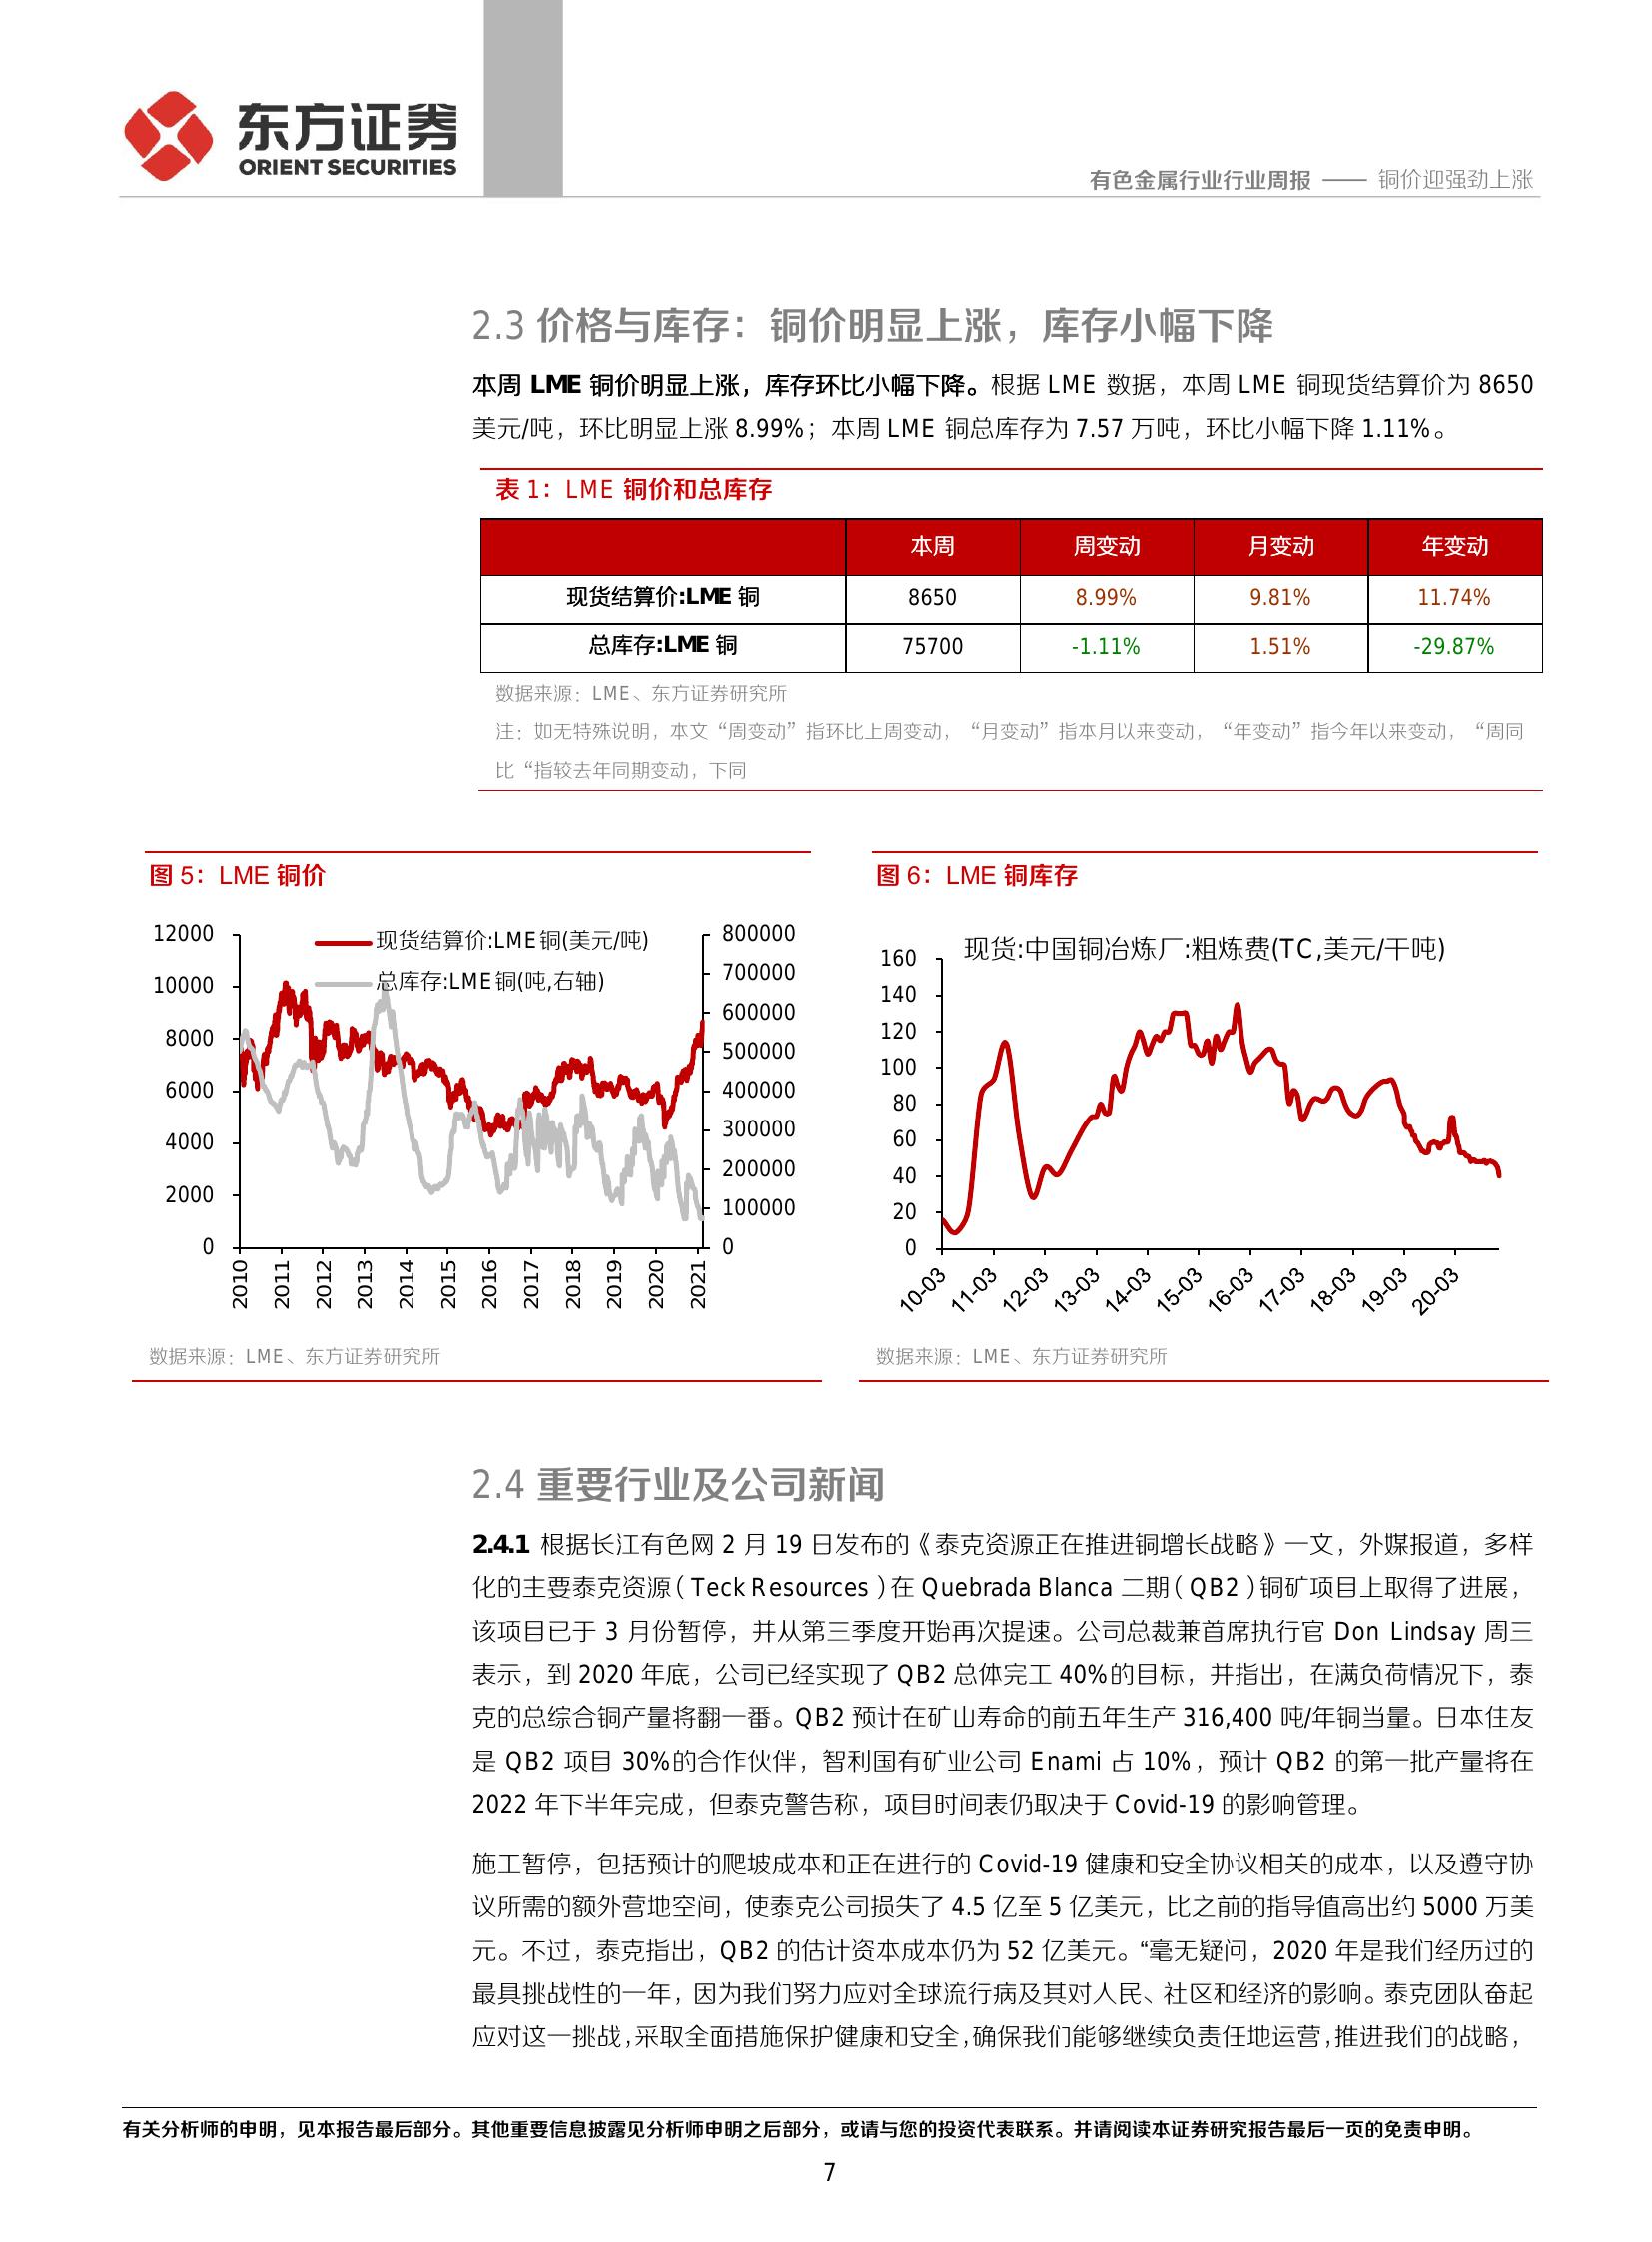 东方证券
ORIENT SECURITIES
有色金属行业行业周报 —— 铜价迎强劲上涨
2.3 价格与库存：铜价明显上涨，库存小幅下降
本周 LME 铜价明显上涨，库存环比小幅下降。根据 LME 数据，本周 LME 铜现货结算价为 8650
美元/吨，环比明显上涨 8.99%；本周 LME 铜总库存为 7.57 万吨，环比小幅下降 1.11%。
表 1：LME 铜价和总库存
本周 周变动 月变动 年变动
现货结算价:LME 铜 8650 8.99% 9.81% 11.74%
总库存:LME 铜 75700 -1.11% 1.51% -29.87%
数据来源：LME、东方证券研究所
注：如无特殊说明，本文“周变动”指环比上周变动，“月变动”指本月以来变动，“年变动”指今年以来变动，“周同
比“指较去年同期变动，下同
图 5：LME 铜价
现货结算价:LME铜(美元/吨)
总库存:LME铜(吨,右轴)
12000
10000
8000
6000
4000
2000
0
800000
700000
600000
500000
400000
300000
200000
100000
0
2010 2011 2012 2013 2014 2015 2016 2017 2018 2019 2020 2021
数据来源：LME、东方证券研究所
图 6：LME 铜库存
现货:中国铜冶炼厂:粗炼费(TC,美元/干吨)
160
140
120
100
80
60
40
20
0
10-03 11-03 12-03 13-03 14-03 15-03 16-03 17-03 18-03 19-03 20-03
数据来源：LME、东方证券研究所
2.4 重要行业及公司新闻
2.4.1 根据长江有色网 2 月 19 日发布的《泰克资源正在推进铜增长战略》一文，外媒报道，多样
化的主要泰克资源（Teck Resources）在 Quebrada Blanca 二期（QB2）铜矿项目上取得了进展，
该项目已于 3 月份暂停，并从第三季度开始再次提速。公司总裁兼首席执行官 Don Lindsay 周三
表示，到 2020 年底，公司已经实现了 QB2 总体完工 40%的目标，并指出，在满负荷情况下，泰
克的总综合铜产量将翻一番。QB2 预计在矿山寿命的前五年生产 316,400 吨/年铜当量。日本住友
是 QB2 项目 30%的合作伙伴，智利国有矿业公司 Enami 占 10%，预计 QB2 的第一批产量将在
2022 年下半年完成，但泰克警告称，项目时间表仍取决于 Covid-19 的影响管理。
施工暂停，包括预计的爬坡成本和正在进行的 Covid-19 健康和安全协议相关的成本，以及遵守协
议所需的额外营地空间，使泰克公司损失了 4.5 亿至 5 亿美元，比之前的指导值高出约 5000 万美
元。不过，泰克指出，QB2 的估计资本成本仍为 52 亿美元。“毫无疑问，2020 年是我们经历过的
最具挑战性的一年，因为我们努力应对全球流行病及其对人民、社区和经济的影响。泰克团队奋起
应对这一挑战，采取全面措施保护健康和安全，确保我们能够继续负责任地运营，推进我们的战略，
有关分析师的申明，见本报告最后部分。其他重要信息披露见分析师申明之后部分，或请与您的投资代表联系。并请阅读本证券研究报告最后一页的免责申明。
7